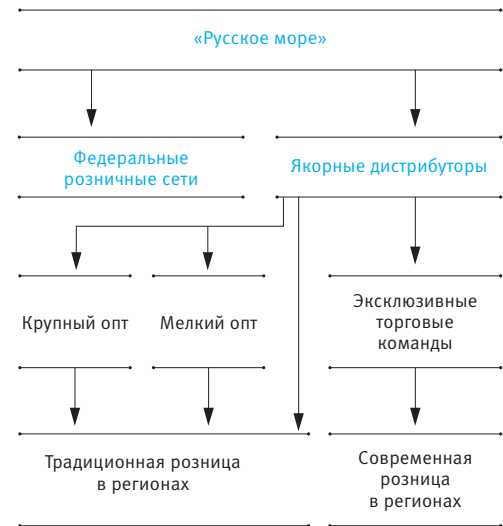 «Русское море»
Федеральные
розничные сети
Якорные дистрибуторы
Крупный опт
Мелкий опт
Эксклюзивные
торговые
команды
Традиционная розница
в регионах
Современная
розница
в регионах